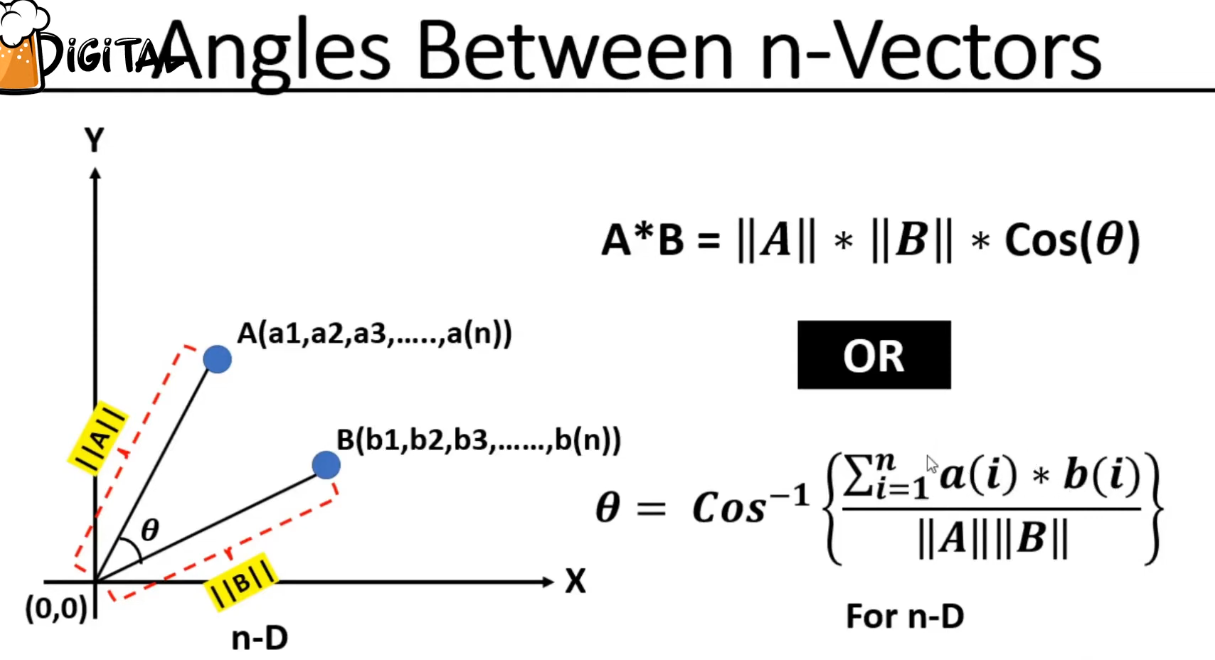 DiGiTAL
Angles Between n-Vectors
Y
A*B = ||A|| * ||B|| * Cos(θ)
A(a1,a2,a3,.....,a(n))
OR
||A||
B(b1,b2,b3,......,b(n))
θ = Cos⁻¹ {∑ⁿᵢ₌₁ a(i) * b(i) / ||A||||B||}
θ
||B||
X
(0,0)
For n-D
n-D